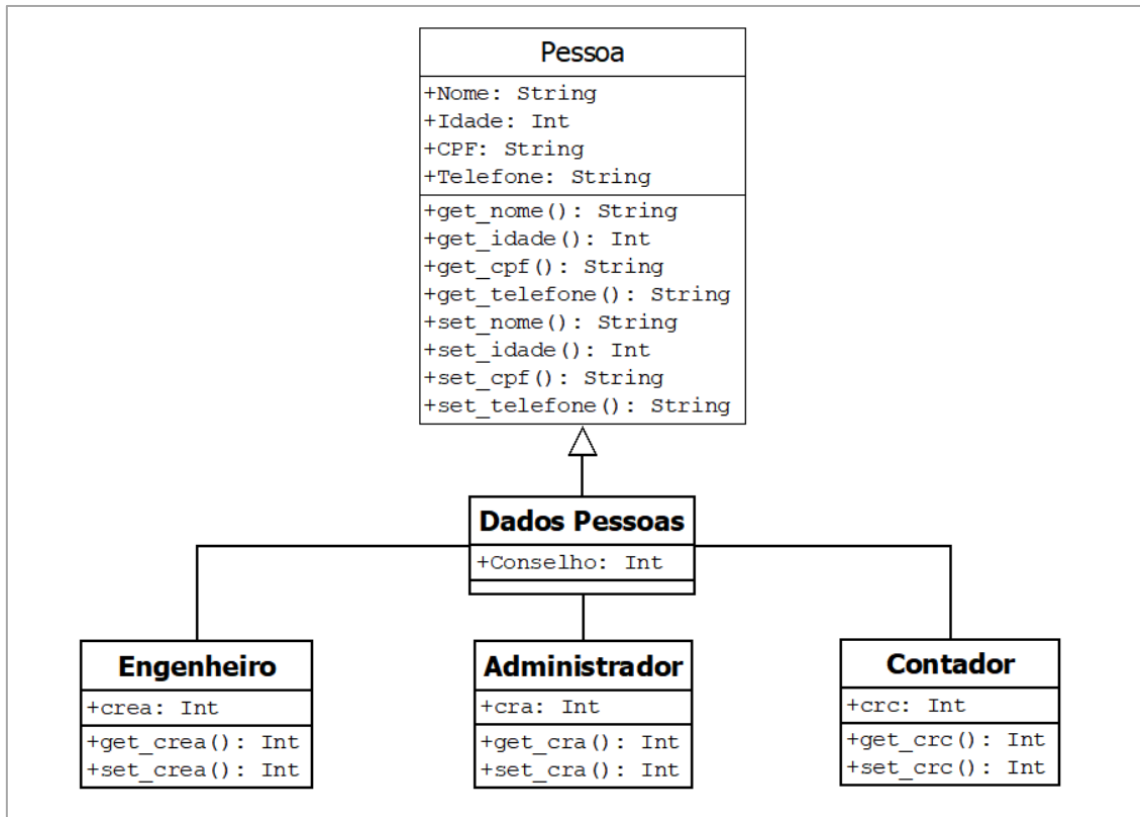 Pessoa
+Nome: String
+Idade: Int
+CPF: String
+Telefone: String
+get_nome(): String
+get_idade(): Int
+get_cpf(): String
+get_telefone(): String
+set_nome(): String
+set_idade(): Int
+set_cpf(): String
+set_telefone(): String
Dados Pessoas
+Conselho: Int
Engenheiro
+crea: Int
+get_crea(): Int
+set_crea(): Int
Administrador
+cra: Int
+get_cra(): Int
+set_cra(): Int
Contador
+crc: Int
+get_crc(): Int
+set_crc(): Int